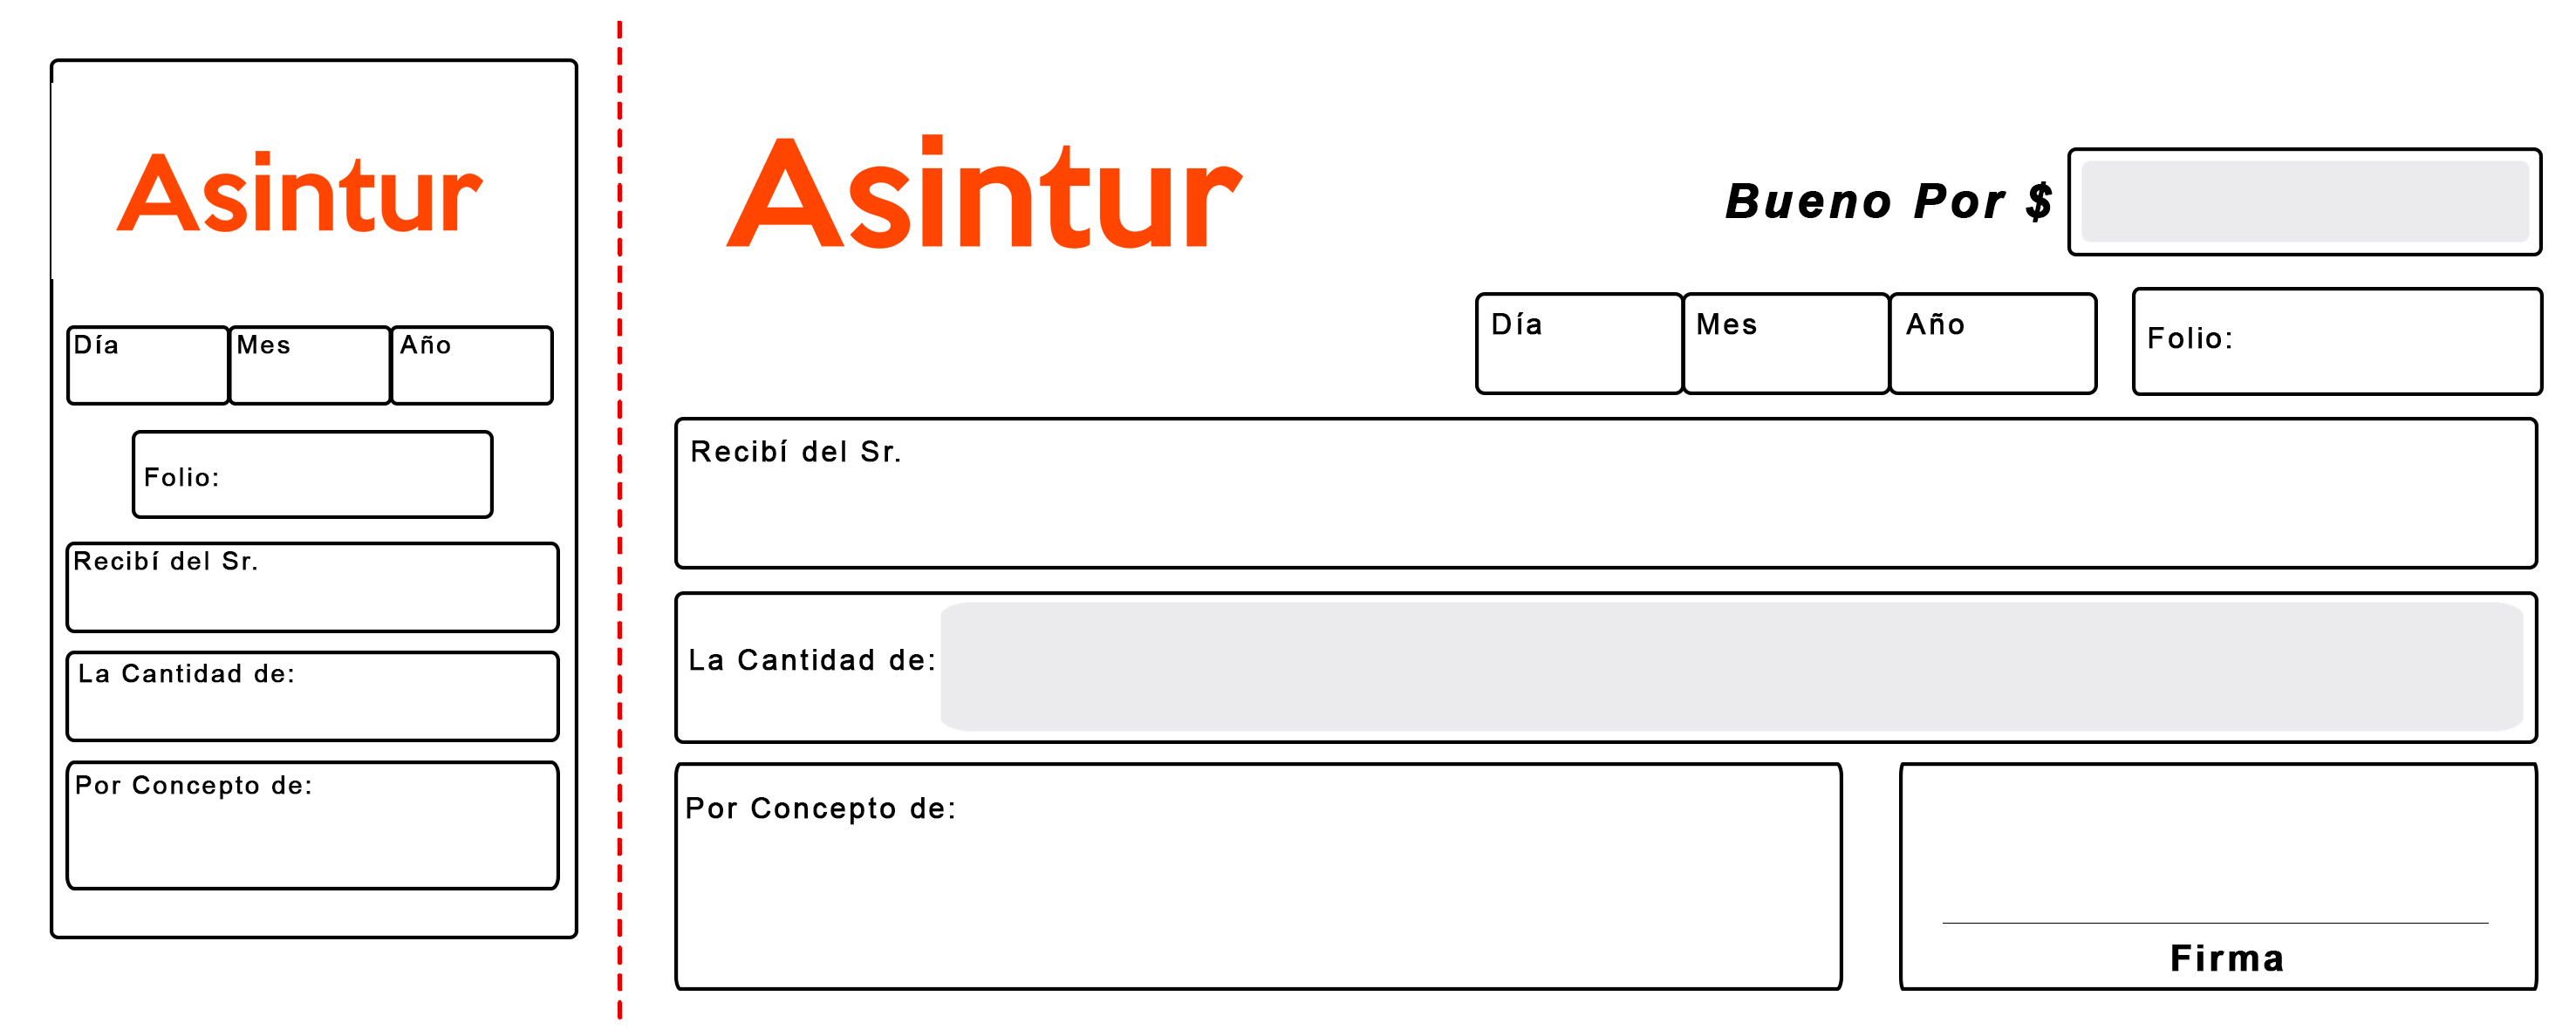 Asintur
Día Mes Año
Folio:
Recibí del Sr.
La Cantidad de:
Por Concepto de:
Asintur
Bueno Por $
Día Mes Año Folio:
Recibí del Sr.
La Cantidad de:
Por Concepto de:
Firma